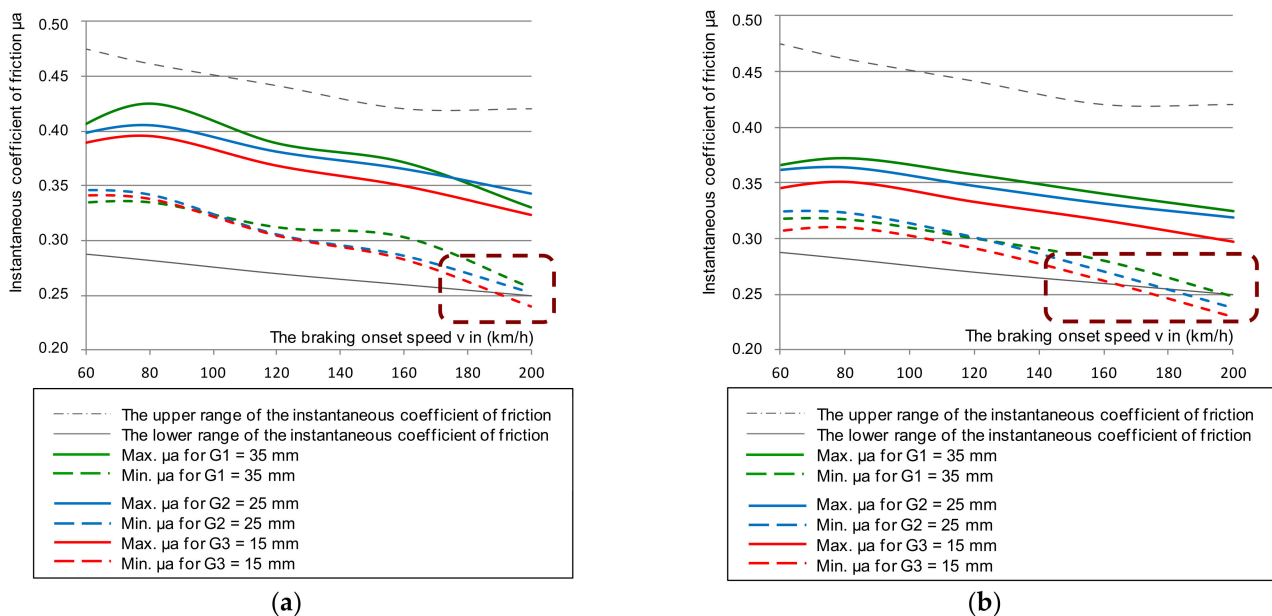 Instantaneous coefficient of friction µa
0.50
0.45
0.40
0.35
0.30
0.25
0.20
The braking onset speed v in (km/h)
60 80 100 120 140 160 180 200
The upper range of the instantaneous coefficient of friction
The lower range of the instantaneous coefficient of friction
Max. µa for G1 = 35 mm
Min. µa for G1 = 35 mm
Max. µa for G2 = 25 mm
Min. µa for G2 = 25 mm
Max. µa for G3 = 15 mm
Min. µa for G3 = 15 mm
(a)
Instantaneous coefficient of friction µa
0.50
0.45
0.40
0.35
0.30
0.25
0.20
The braking onset speed v in (km/h)
60 80 100 120 140 160 180 200
The upper range of the instantaneous coefficient of friction
The lower range of the instantaneous coefficient of friction
Max. µa for G1 = 35 mm
Min. µa for G1 = 35 mm
Max. µa for G2 = 25 mm
Min. µa for G2 = 25 mm
Max. µa for G3 = 15 mm
Min. µa for G3 = 15 mm
(b)